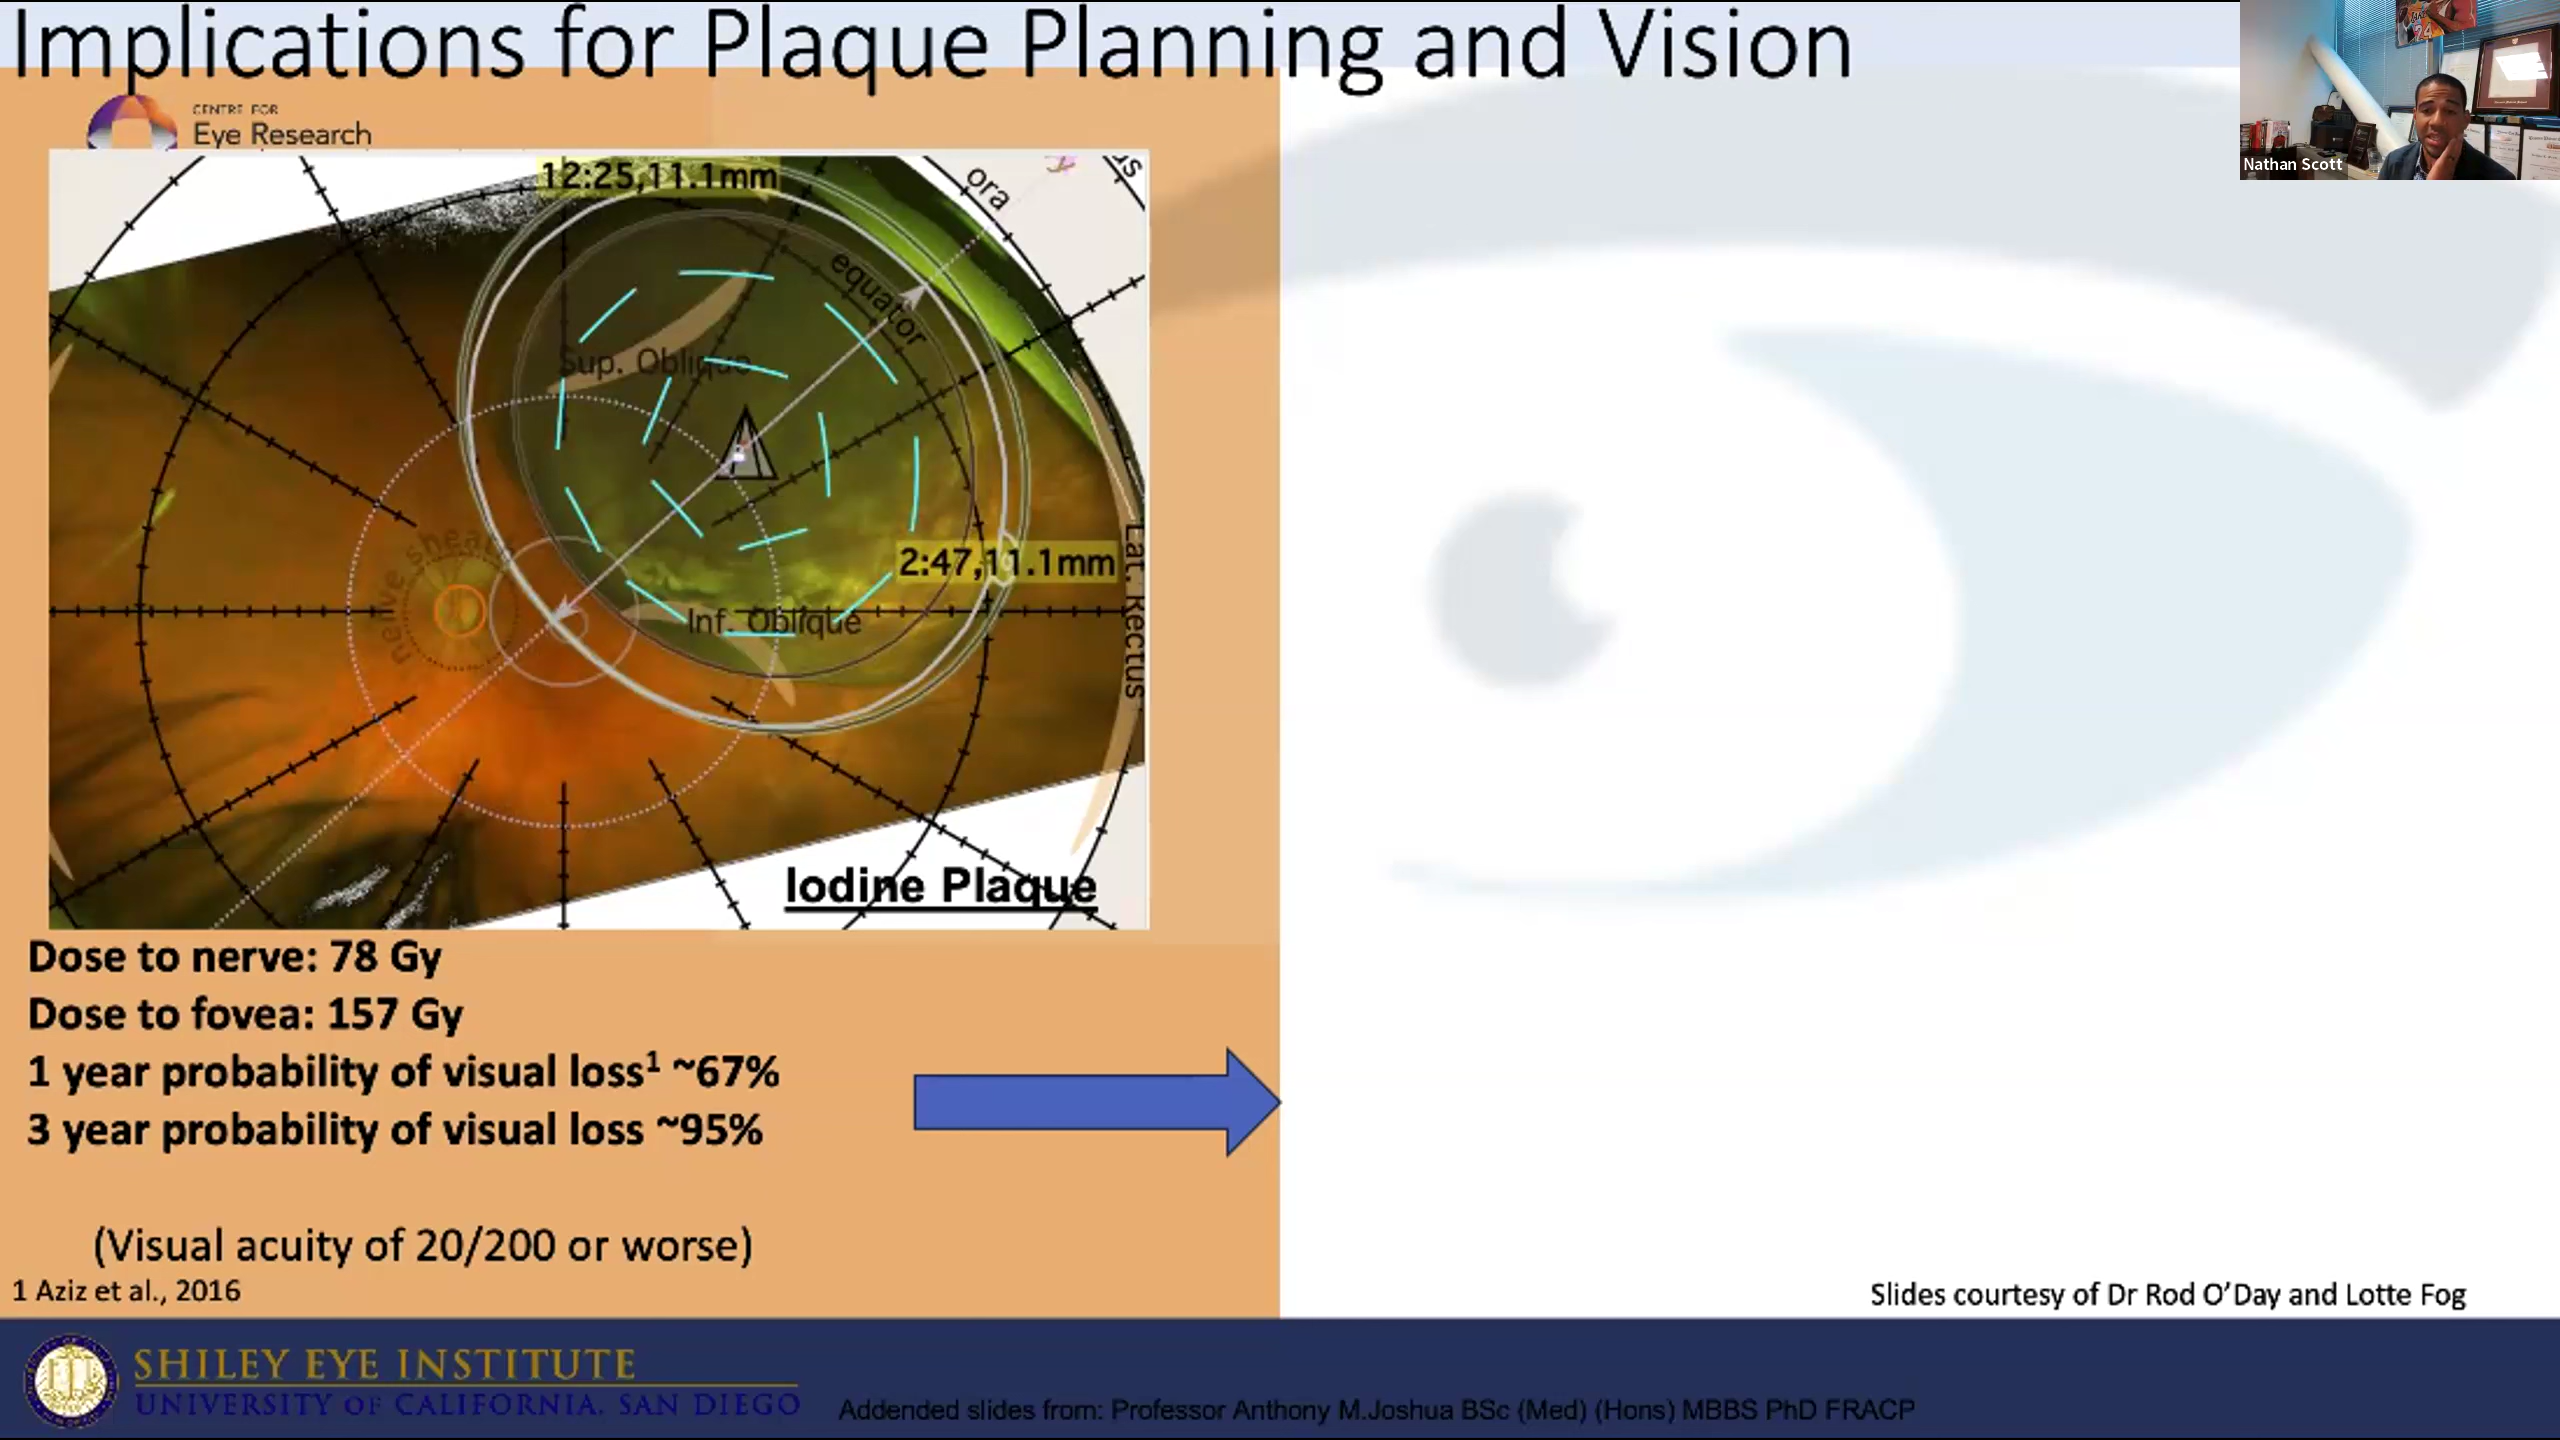 Implications for Plaque Planning and Vision
Nathan Scott
CENTRE FOR
Eye Research
12:25,11.1mm
ora
equator
Sup. Oblique
nerve sheath
2:47,11.1mm
Inf. Oblique
Lat. Rectus
Iodine Plaque
Dose to nerve: 78 Gy
Dose to fovea: 157 Gy
1 year probability of visual loss¹ ~67%
3 year probability of visual loss ~95%
(Visual acuity of 20/200 or worse)
1 Aziz et al., 2016
Slides courtesy of Dr Rod O’Day and Lotte Fog
SHILEY EYE INSTITUTE
UNIVERSITY OF CALIFORNIA, SAN DIEGO
Addended slides from: Professor Anthony M.Joshua BSc (Med) (Hons) MBBS PhD FRACP